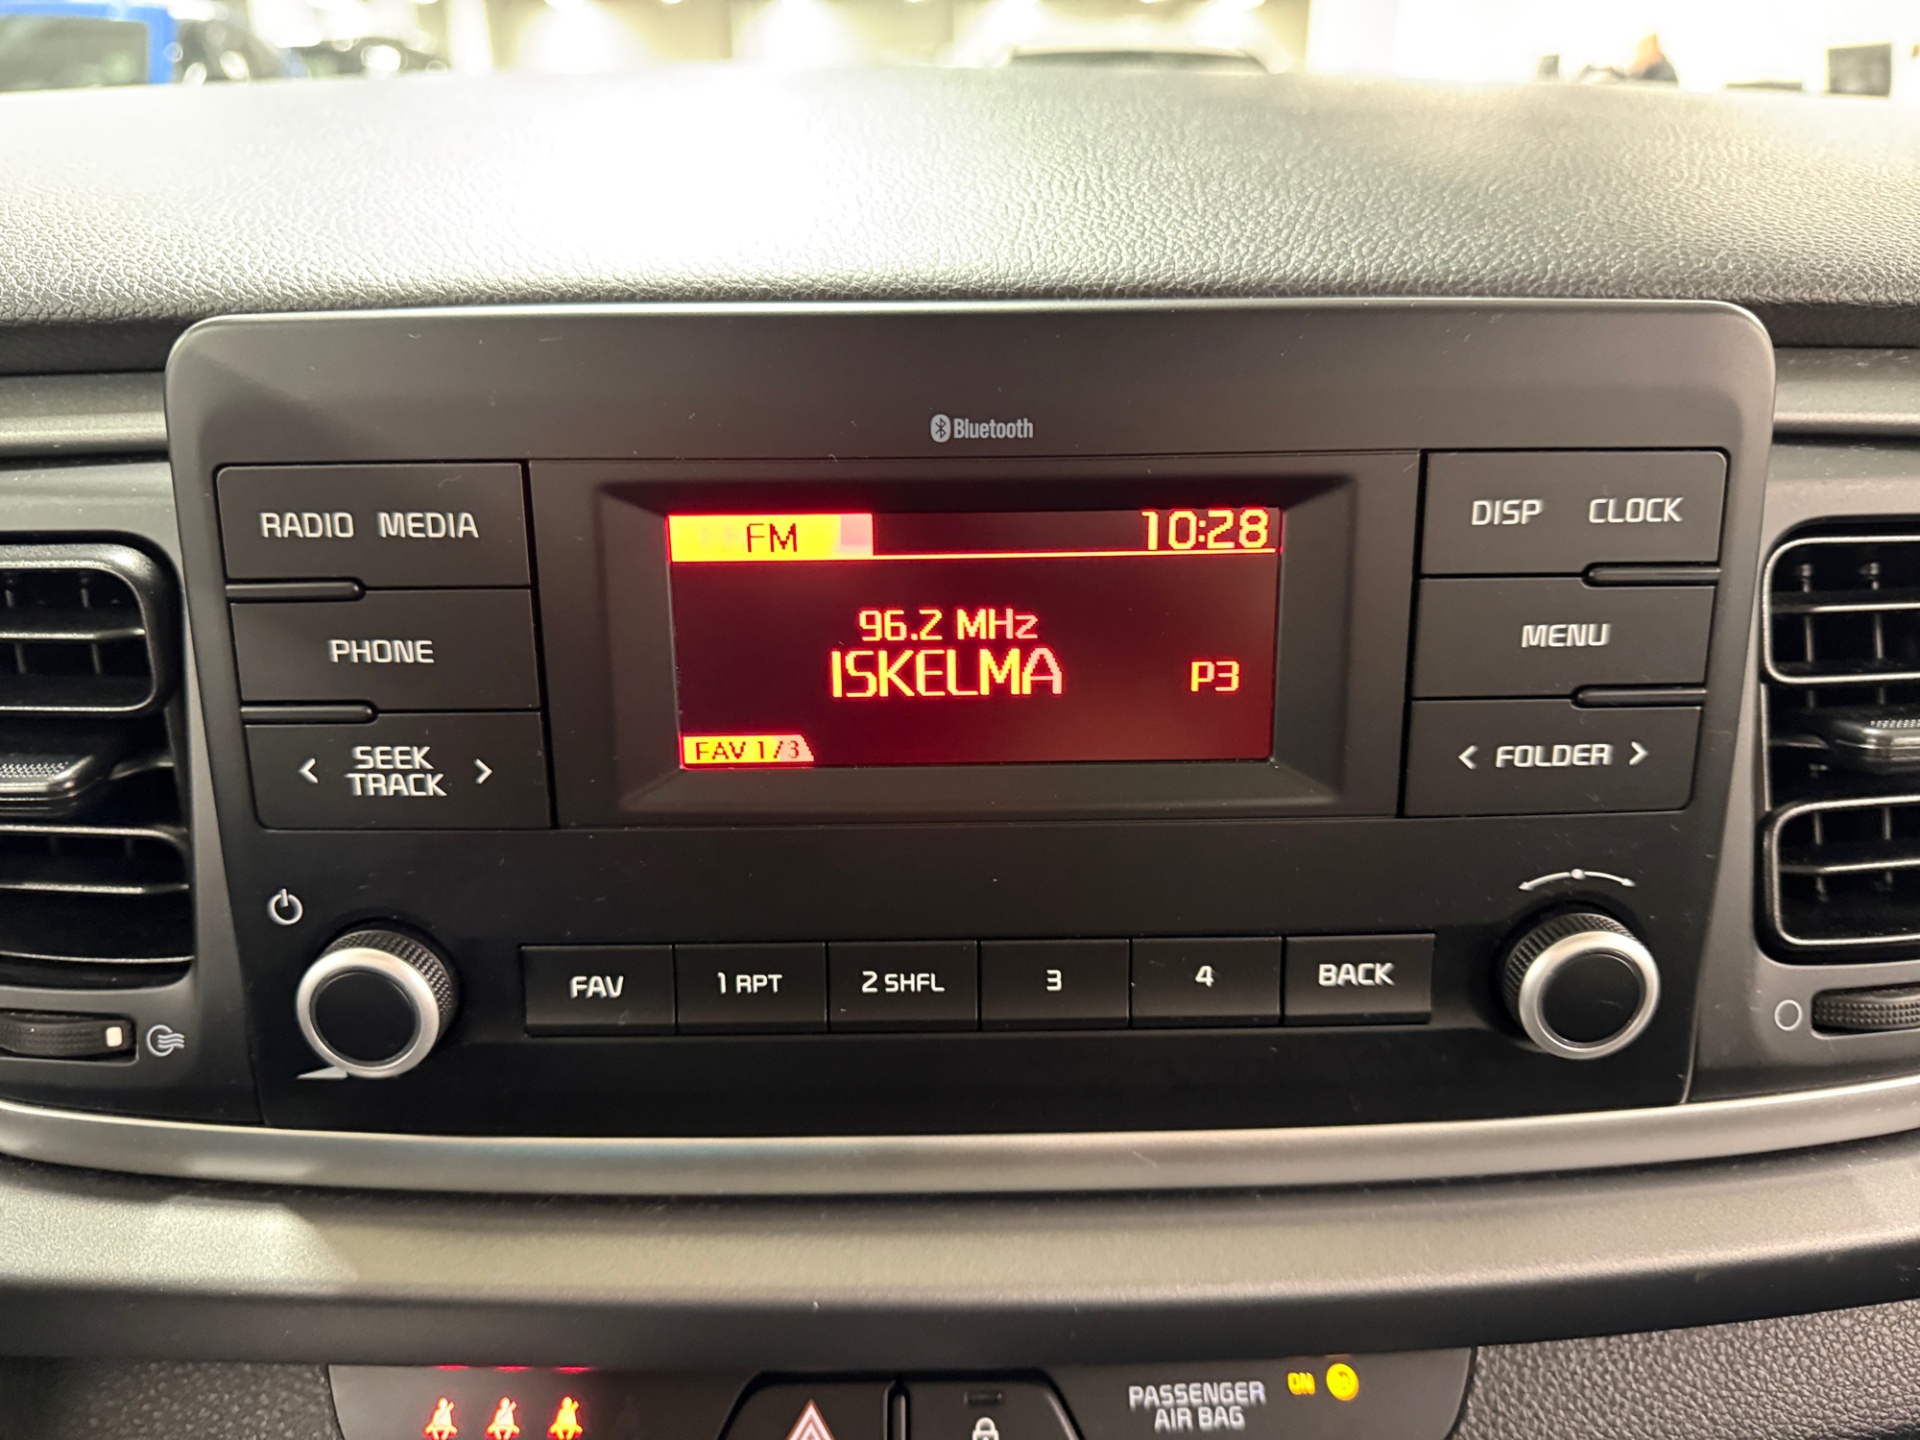 Bluetooth
RADIO MEDIA
DISP CLOCK
FM 10:28
PHONE
96.2 MHz
ISKELMA P3
MENU
FAV 1/3
< SEEK TRACK >
< FOLDER >
FAV
1 RPT
2 SHFL
3
4
BACK
PASSENGER
AIR BAG
ON